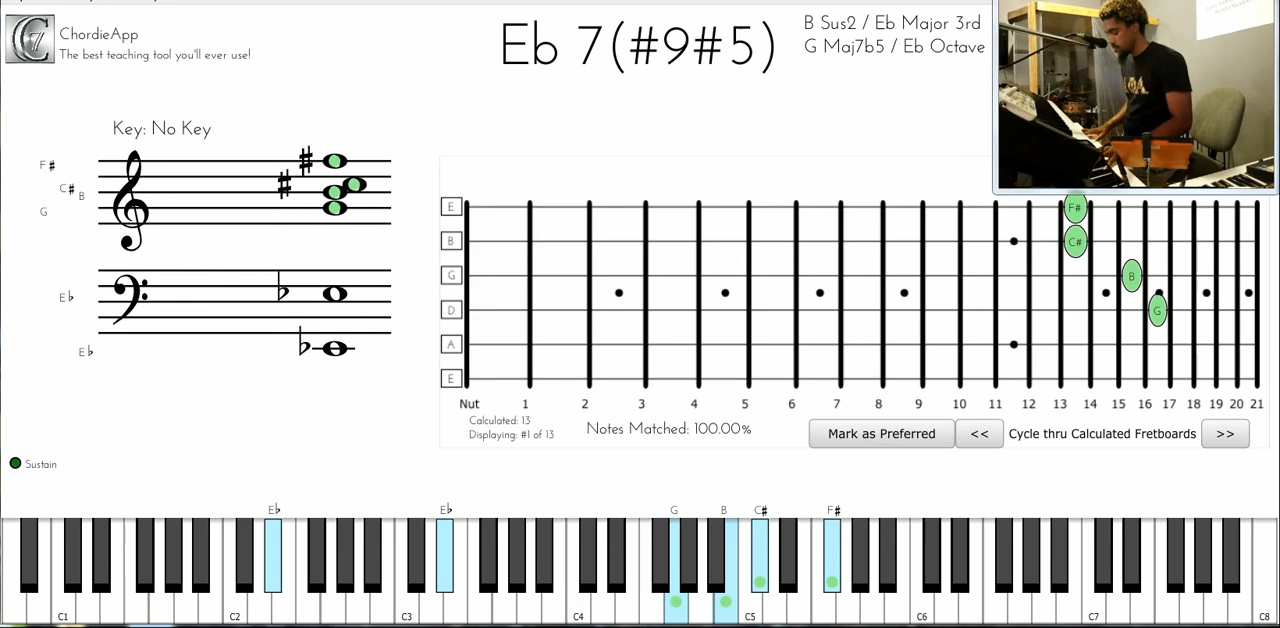 ChordieApp
The best teaching tool you'll ever use!
Eb 7(#9#5)
B Sus2 / Eb Major 3rd
G Maj7b5 / Eb Octave
Key: No Key
F#
C#
B
G
E♭
E♭
E
B
G
D
A
E
F#
C#
B
G
Nut 1 2 3 4 5 6 7 8 9 10 11 12 13 14 15 16 17 18 19 20 21
Calculated: 13
Displaying: #1 of 13
Notes Matched: 100.00%
Mark as Preferred
<<
Cycle thru Calculated Fretboards
>>
Sustain
E♭ E♭ G B C# F#
C1 C2 C3 C4 C5 C6 C7 C8